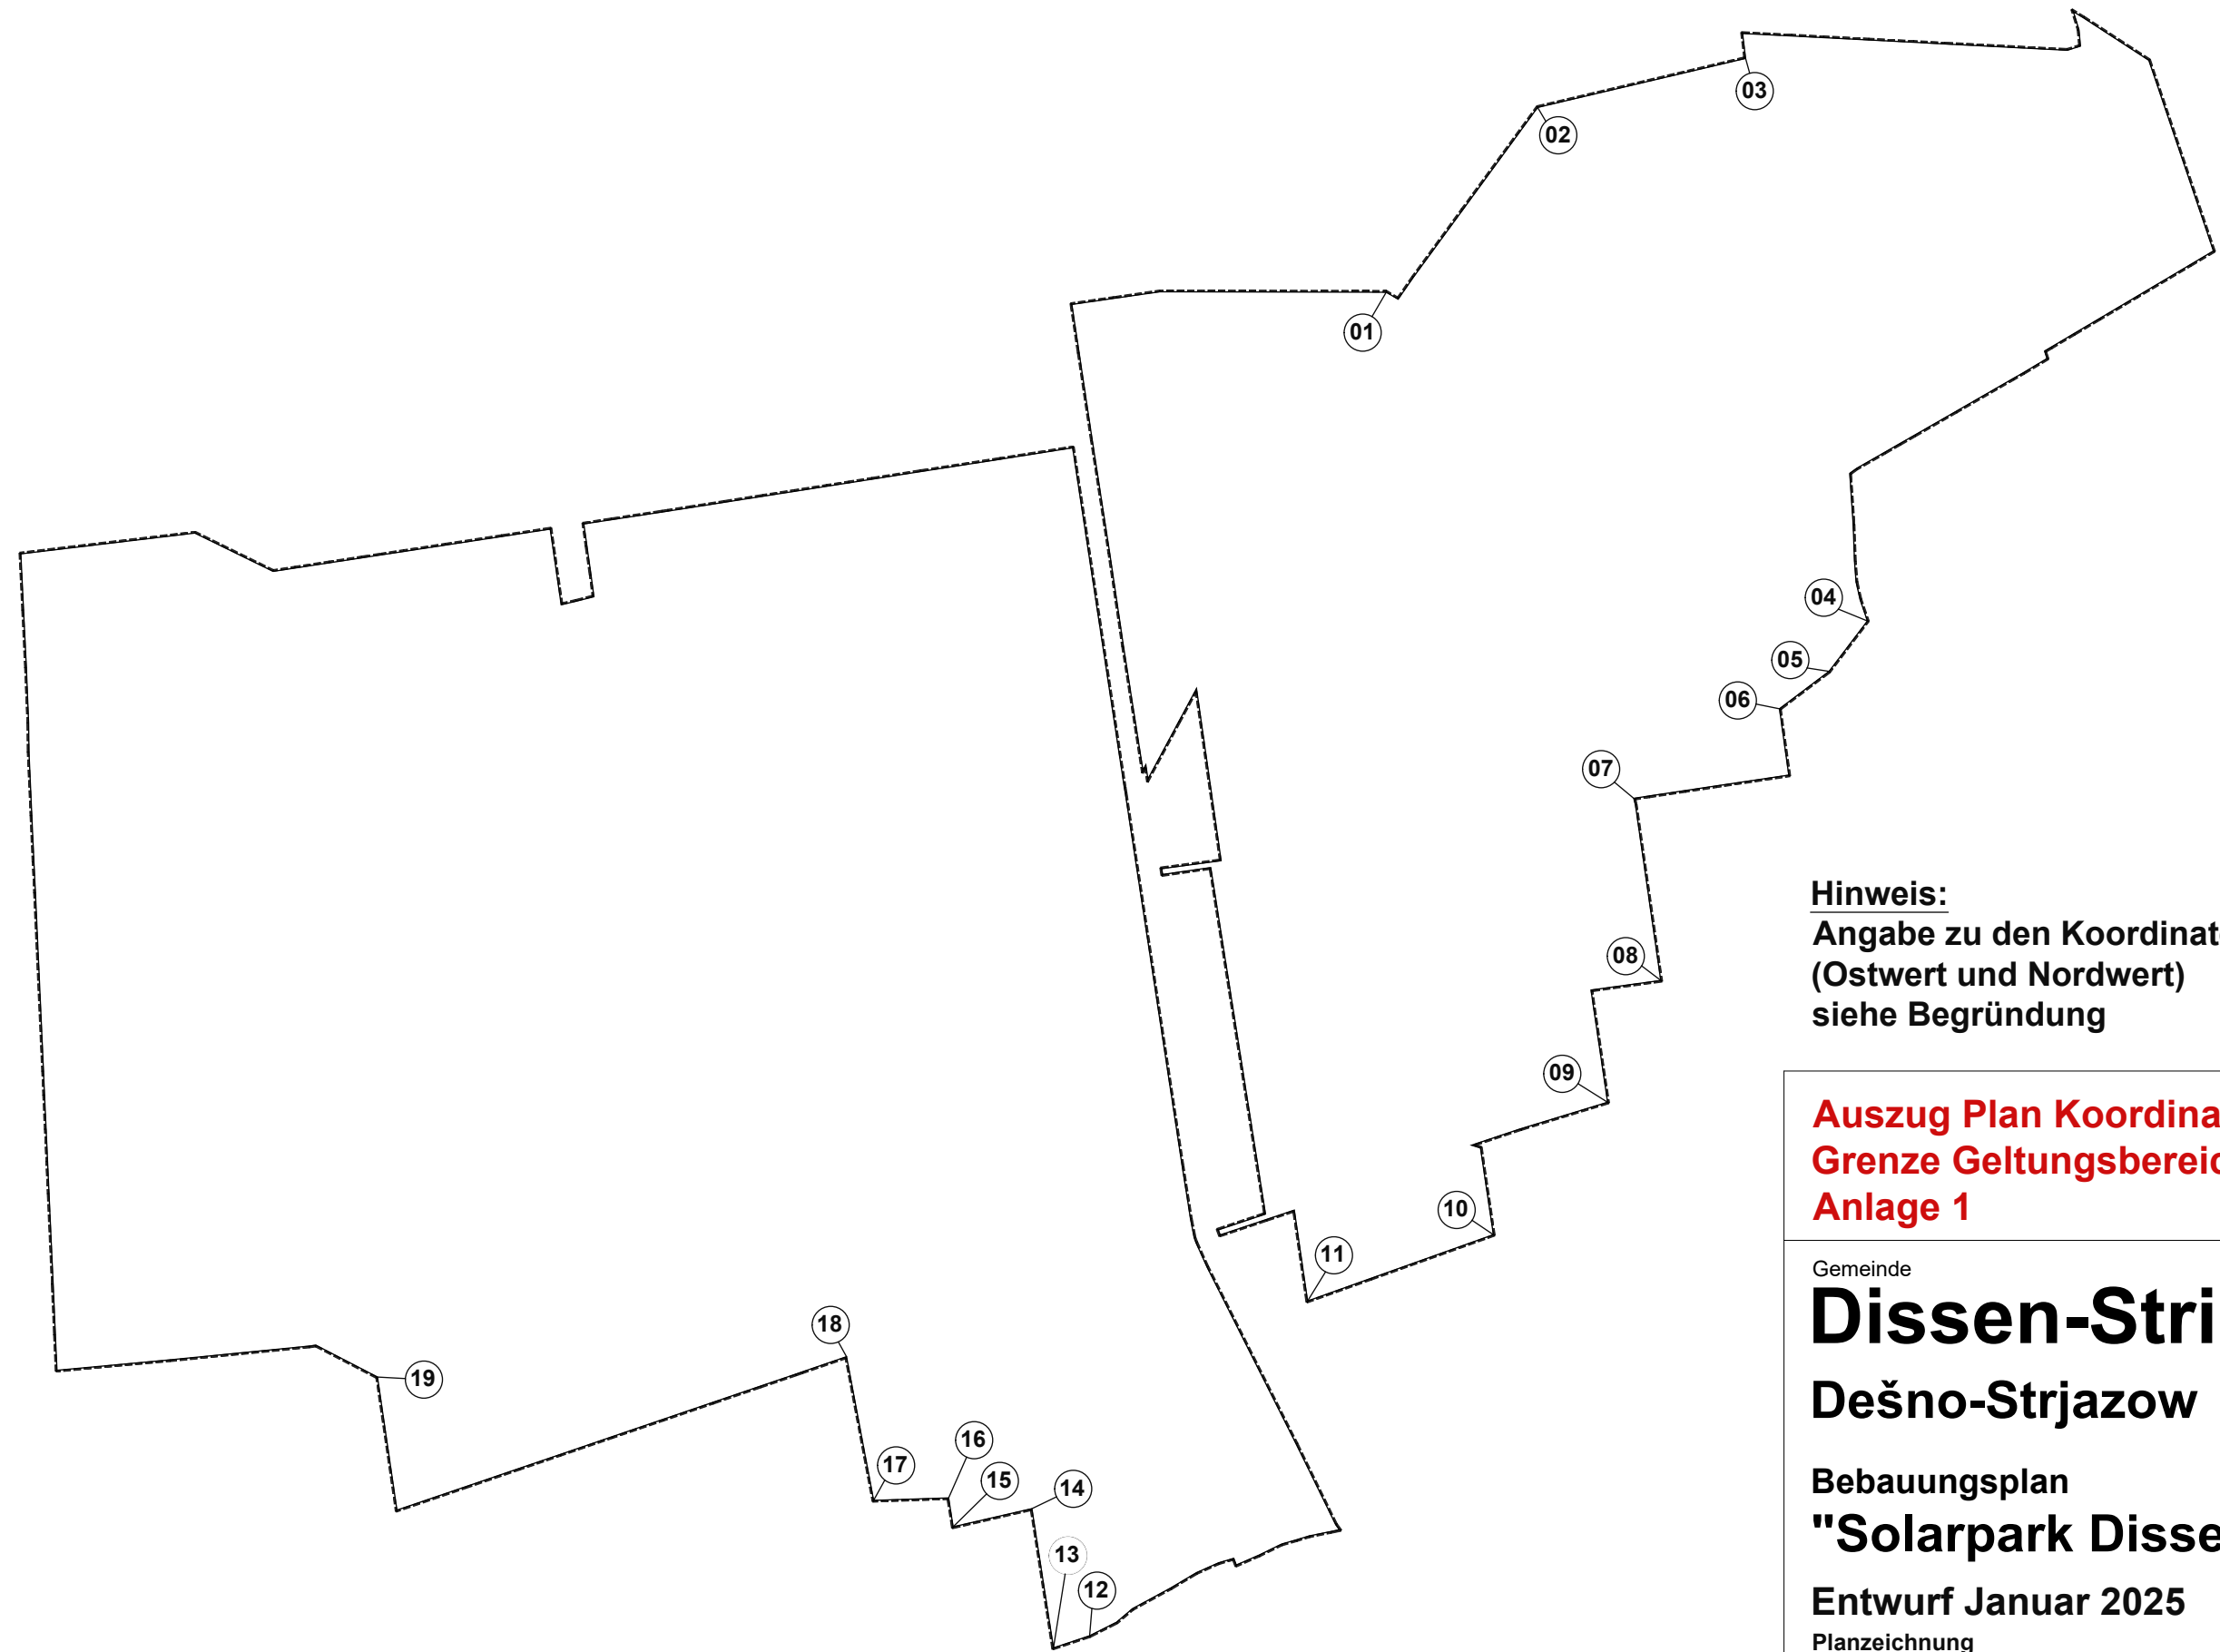 03
02
01
04
05
06
07
08
09
10
11
18
19
16
17
15
14
13
12
Hinweis:
Angabe zu den Koordinat
(Ostwert und Nordwert)
siehe Begründung
Auszug Plan Koordina
Grenze Geltungsbereic
Anlage 1
Gemeinde
Dissen-Stri
Dešno-Strjazow
Bebauungsplan
"Solarpark Disse
Entwurf Januar 2025
Planzeichnung